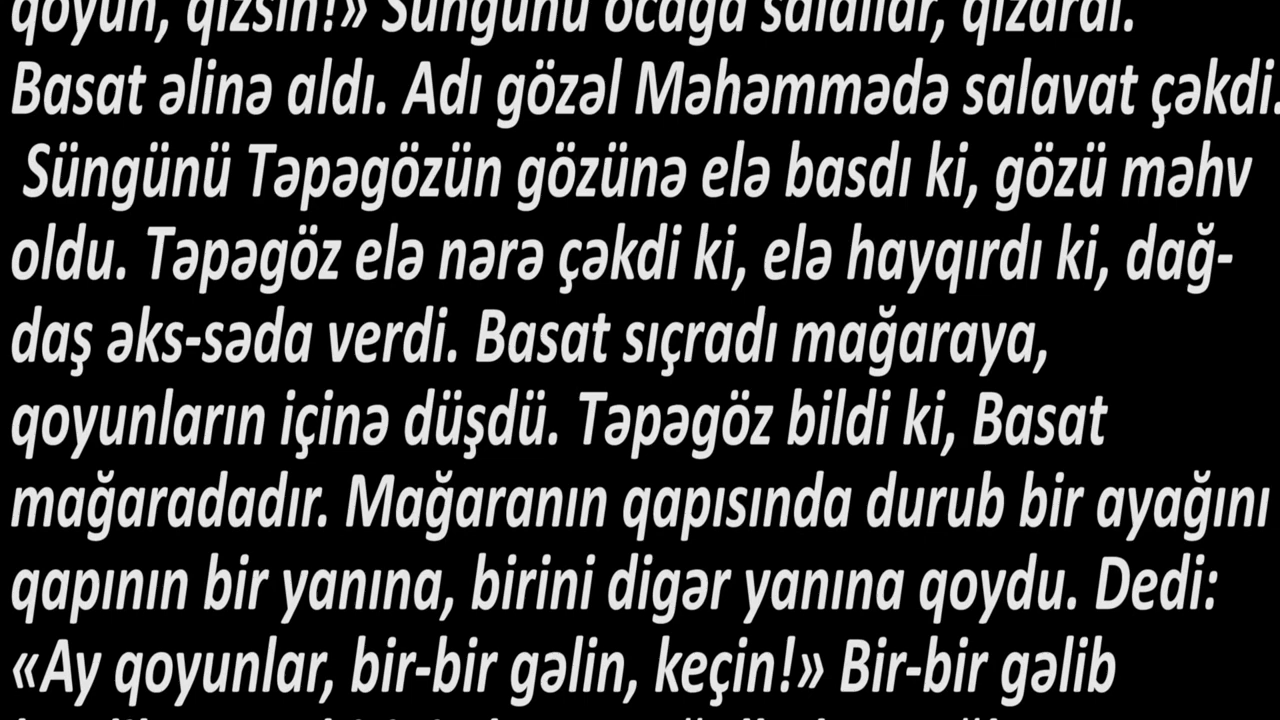 qoyun, qızsın!» Süngünü ocağa saldılar, qızardı.
Basat əlinə aldı. Adı gözəl Məhəmmədə salavat çəkdi.
Süngünü Təpəgözün gözünə elə basdı ki, gözü məhv
oldu. Təpəgöz elə nərə çəkdi ki, elə hayqırdı ki, dağ-
daş əks-səda verdi. Basat sıçradı mağaraya,
qoyunların içinə düşdü. Təpəgöz bildi ki, Basat
mağaradadır. Mağaranın qapısında durub bir ayağını
qapının bir yanına, birini digər yanına qoydu. Dedi:
«Ay qoyunlar, bir-bir gəlin, keçin!» Bir-bir gəlib